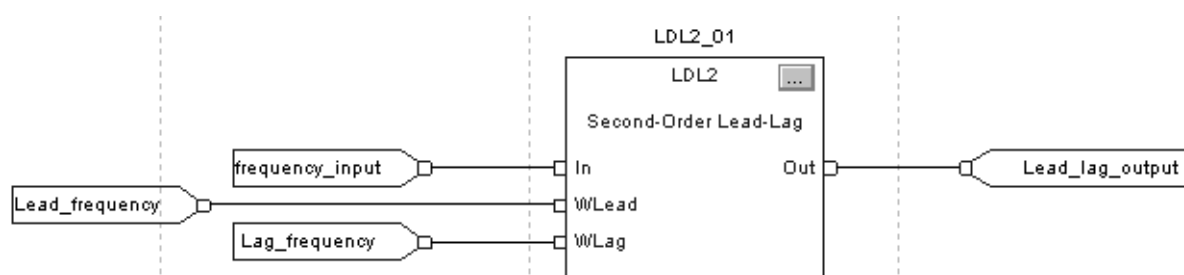 LDL2_01
LDL2
...
Second-Order Lead-Lag
frequency_input
In
Out
Lead_lag_output
Lead_frequency
WLead
Lag_frequency
WLag